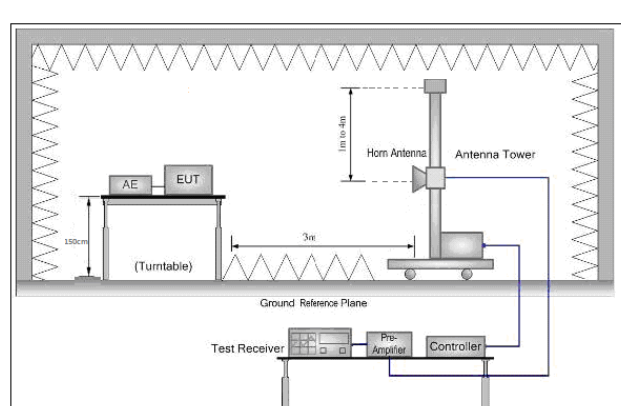 1m to 4m
Horn Antenna
Antenna Tower
AE
EUT
150cm
3m
(Turntable)
Ground Reference Plane
Test Receiver
Pre-
Amplifier
Controller